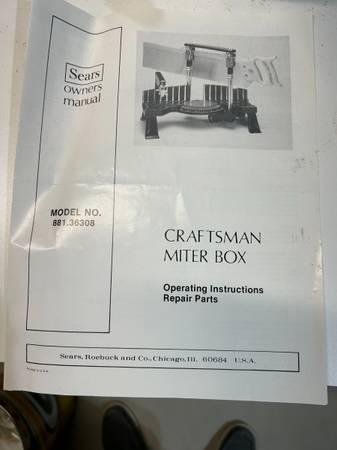 Sears
owners
manual
MODEL NO.
881.36308
CRAFTSMAN
MITER BOX
Operating Instructions
Repair Parts
Sears, Roebuck and Co., Chicago, Ill. 60684 U.S.A.